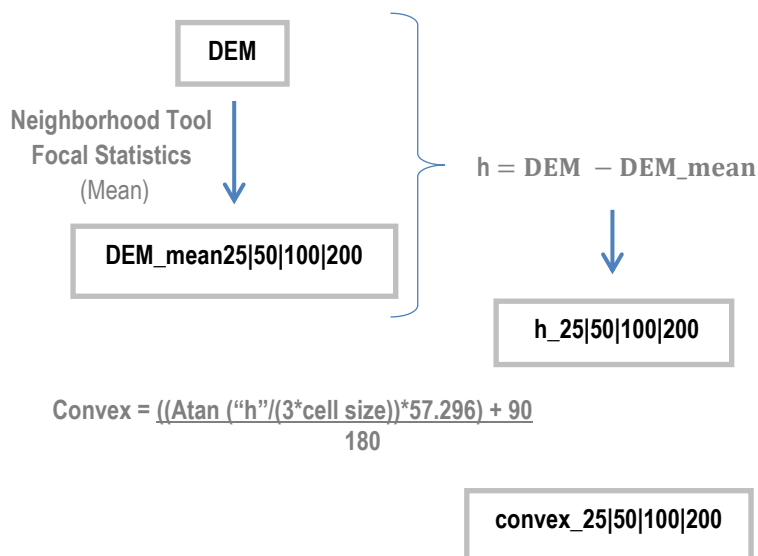 DEM
Neighborhood Tool
Focal Statistics
(Mean)
h = DEM − DEM_mean
DEM_mean25|50|100|200
h_25|50|100|200
Convex = ((Atan (“h”/(3*cell size))*57.296) + 90
180
convex_25|50|100|200